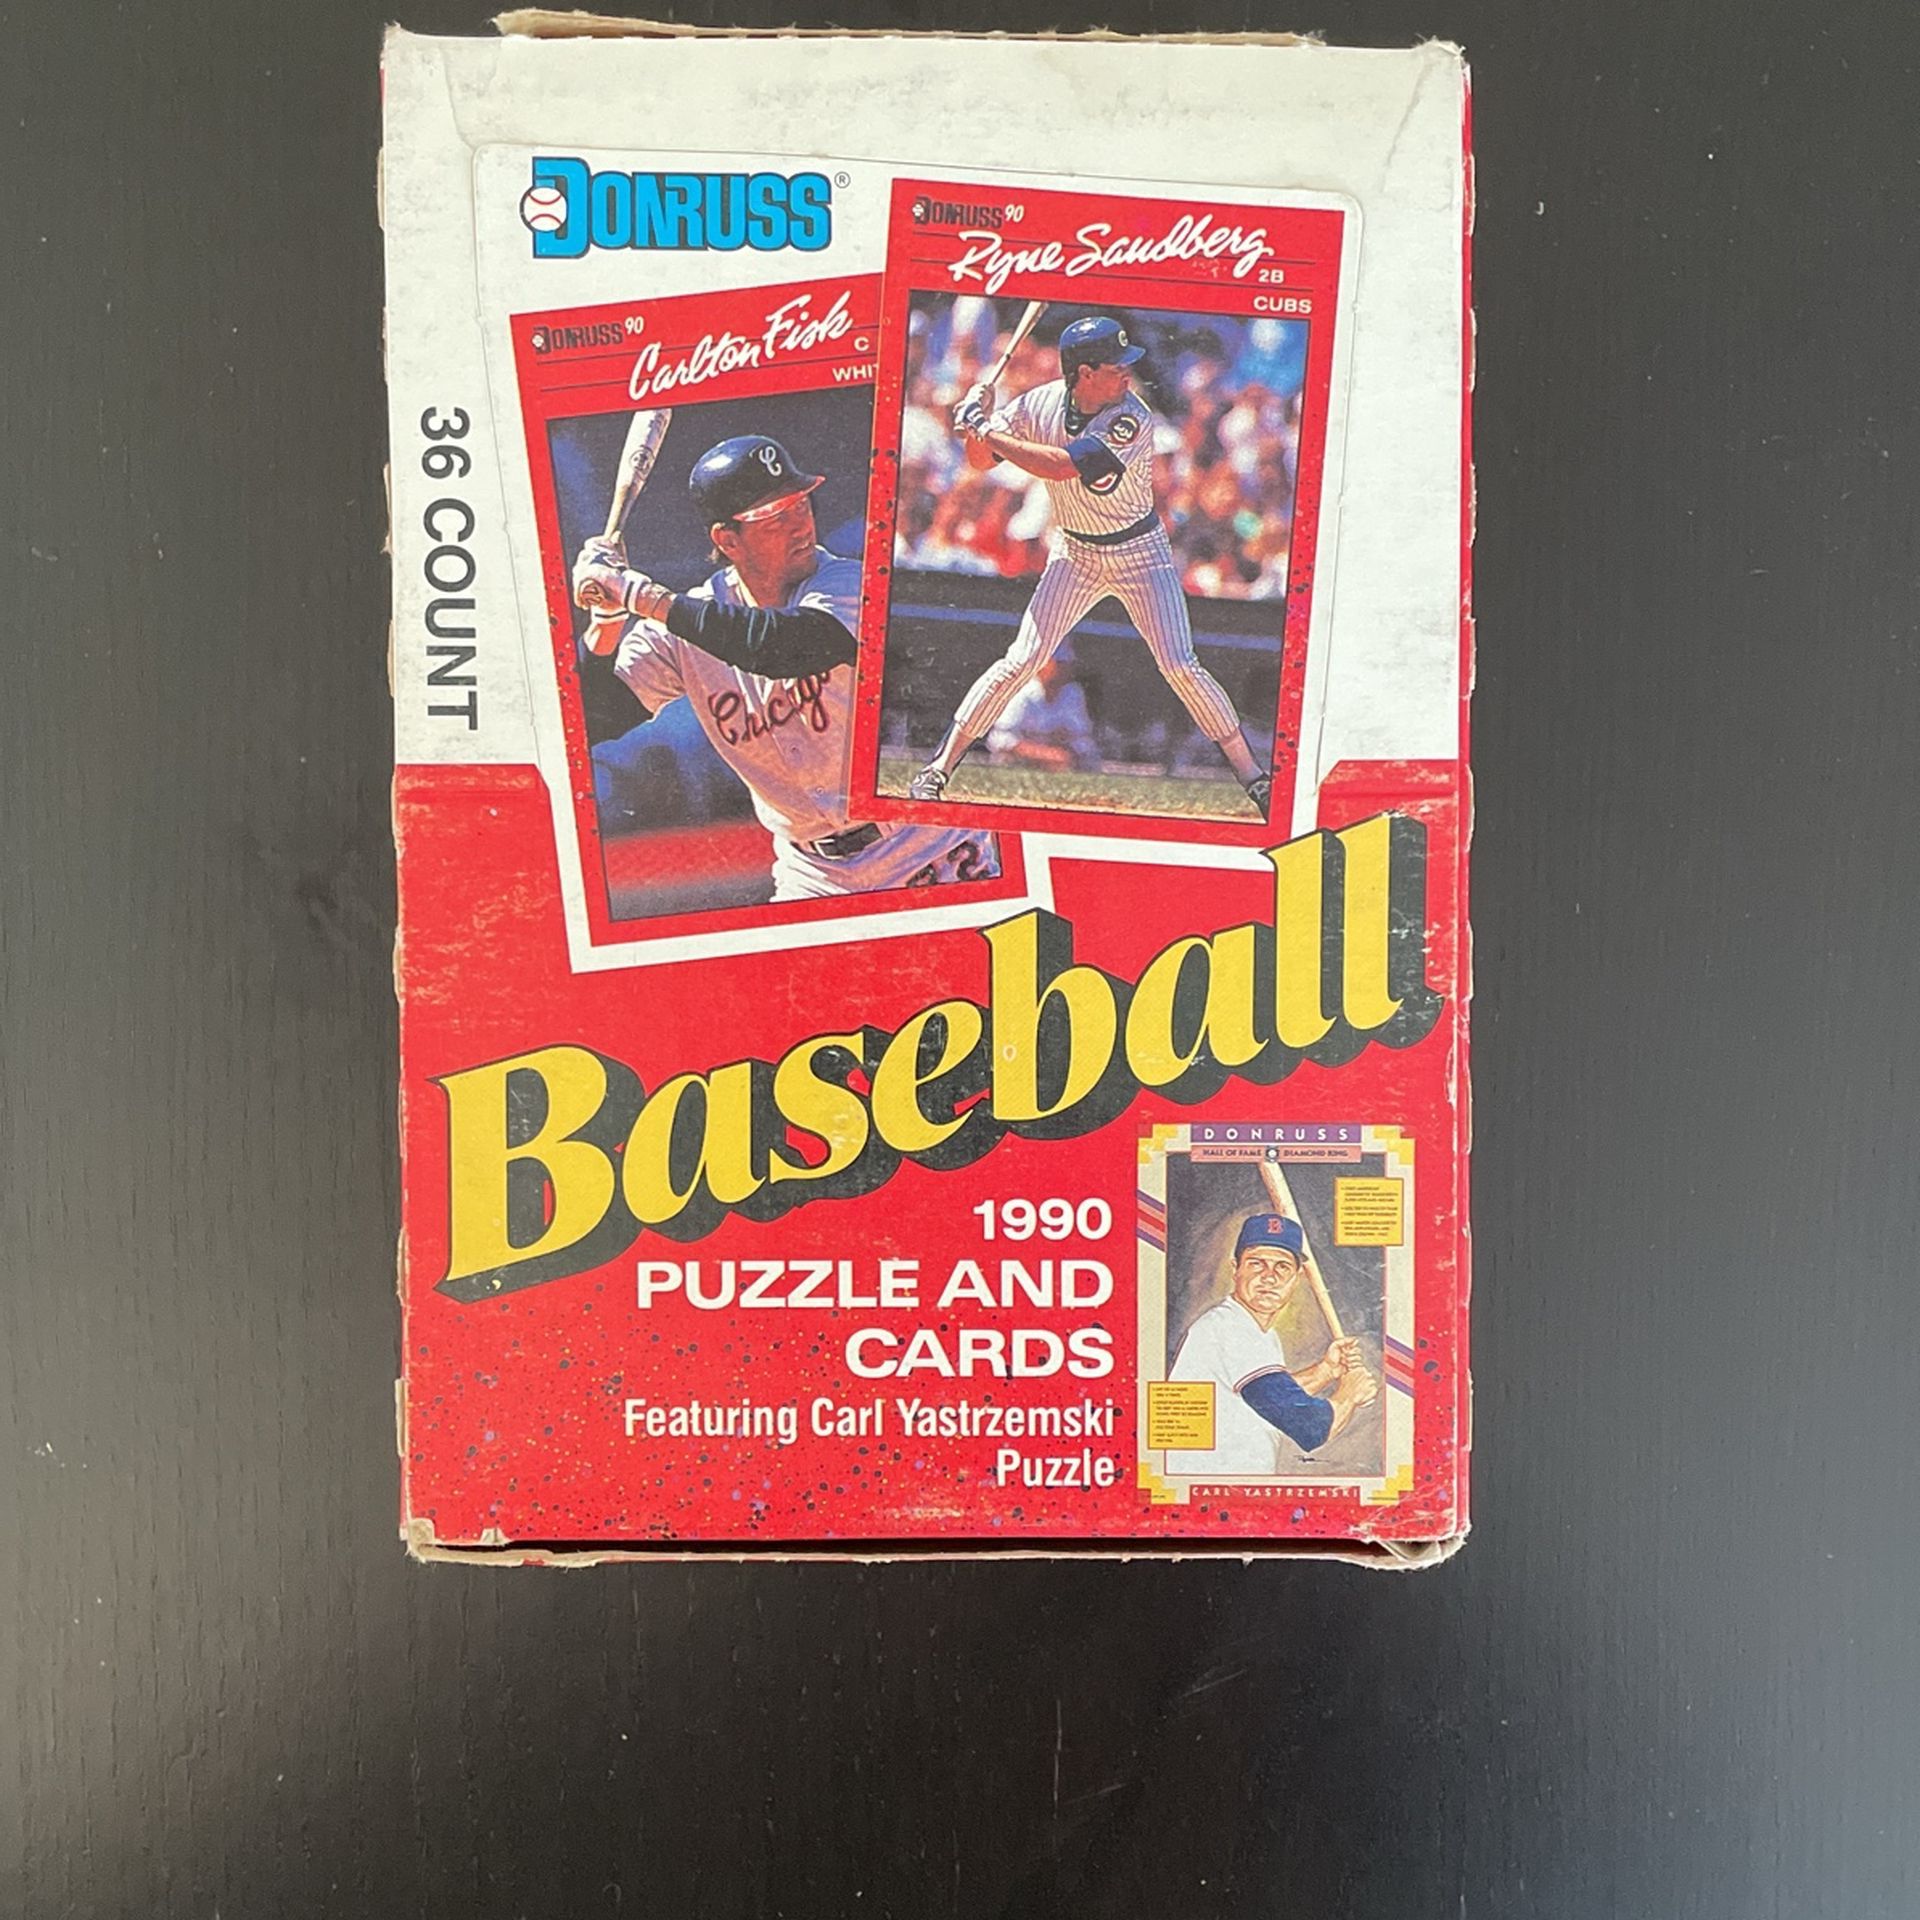 DONRUSS®
DONRUSS 90
Ryne Sandberg
2B
CUBS
DONRUSS 90
Carlton Fisk
C
Chicago
C
36 COUNT
Baseball
1990
PUZZLE AND
CARDS
Featuring Carl Yastrzemski
Puzzle
DONRUSS
HALL OF FAME DIAMOND KING
B
CARL YASTRZEMSKI